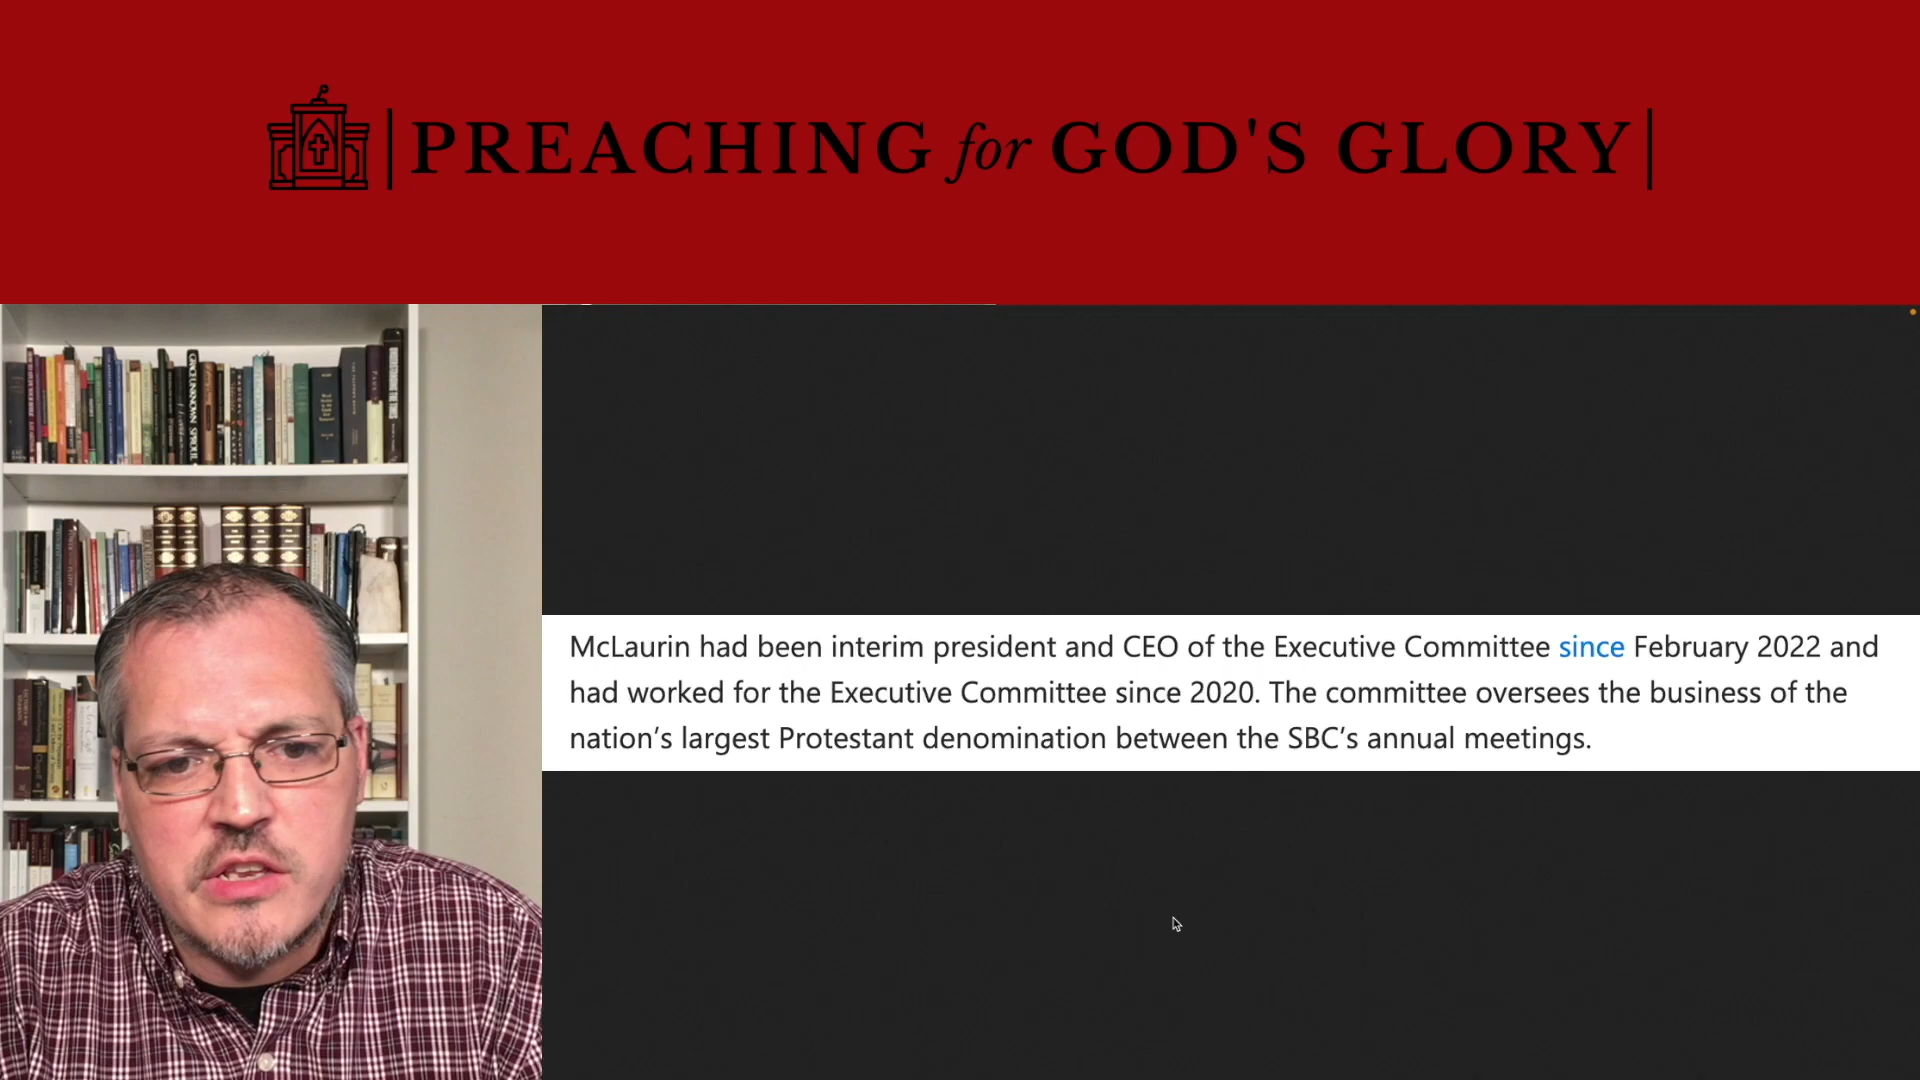 PREACHING for GOD'S GLORY
McLaurin had been interim president and CEO of the Executive Committee since February 2022 and
had worked for the Executive Committee since 2020. The committee oversees the business of the
nation’s largest Protestant denomination between the SBC’s annual meetings.